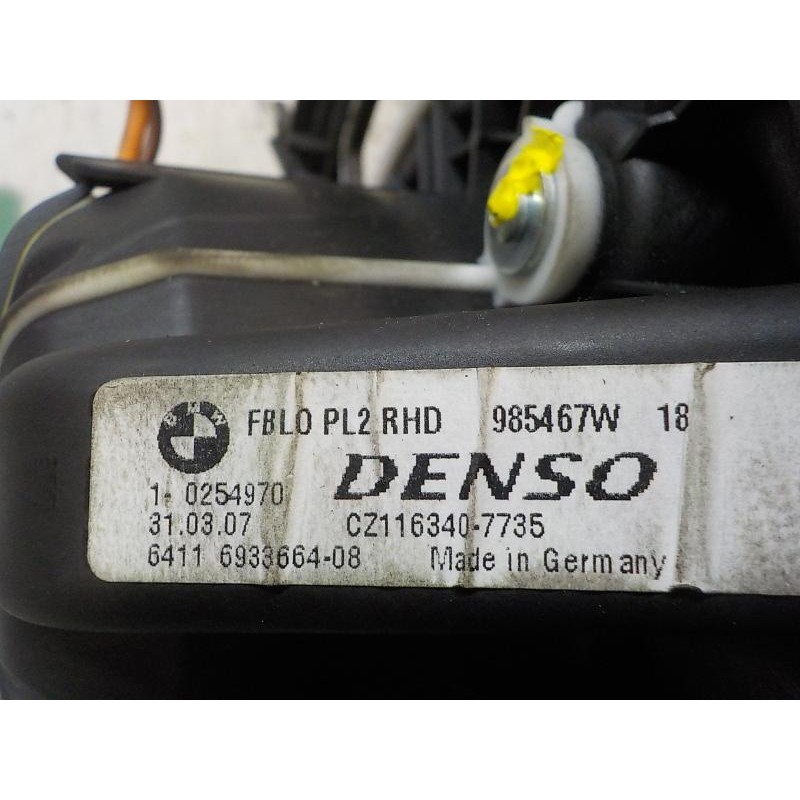 BMW
FBLO PL2 RHD 985467W 18
1- 0254970 DENSO
31.03.07 CZ116340-7735
6411 6933664-08 Made in Germany